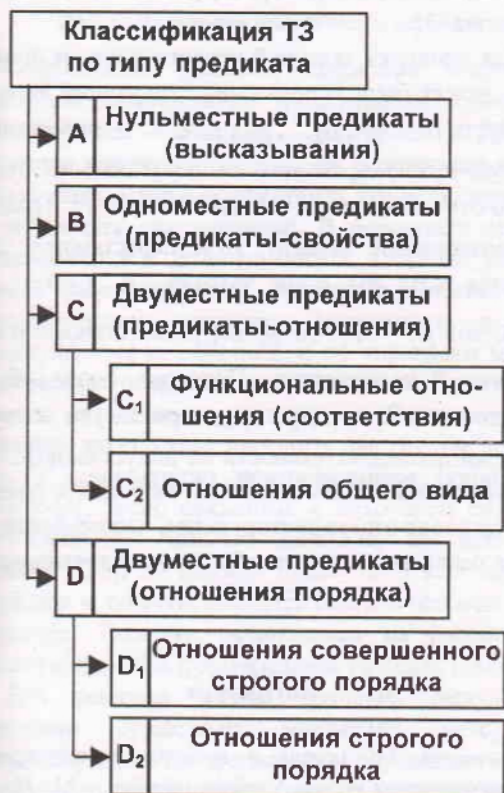 Классификация ТЗ
по типу предиката
A Нульместные предикаты
(высказывания)
B Одноместные предикаты
(предикаты-свойства)
C Двуместные предикаты
(предикаты-отношения)
C₁ Функциональные отно-
шения (соответствия)
C₂ Отношения общего вида
D Двуместные предикаты
(отношения порядка)
D₁ Отношения совершенного
строгого порядка
D₂ Отношения строгого
порядка